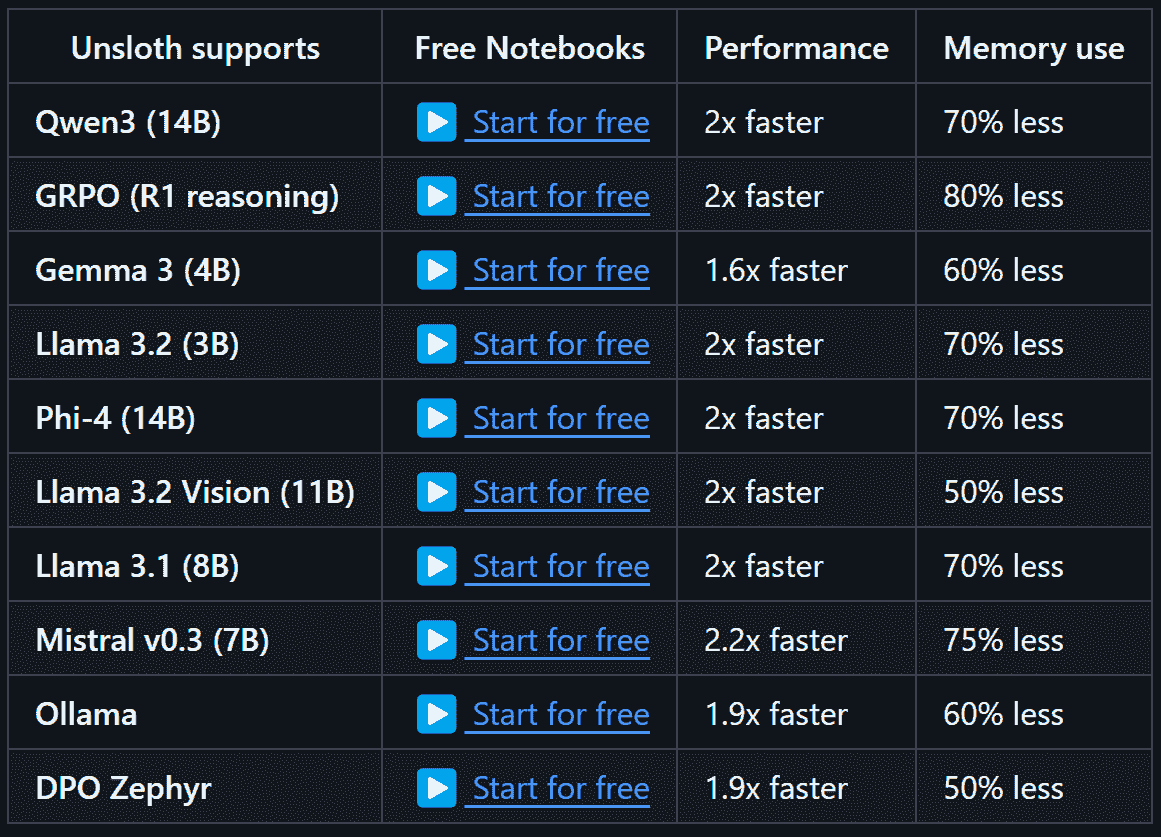 Unsloth supports Free Notebooks Performance Memory use
Qwen3 (14B) Start for free 2x faster 70% less
GRPO (R1 reasoning) Start for free 2x faster 80% less
Gemma 3 (4B) Start for free 1.6x faster 60% less
Llama 3.2 (3B) Start for free 2x faster 70% less
Phi-4 (14B) Start for free 2x faster 70% less
Llama 3.2 Vision (11B) Start for free 2x faster 50% less
Llama 3.1 (8B) Start for free 2x faster 70% less
Mistral v0.3 (7B) Start for free 2.2x faster 75% less
Ollama Start for free 1.9x faster 60% less
DPO Zephyr Start for free 1.9x faster 50% less